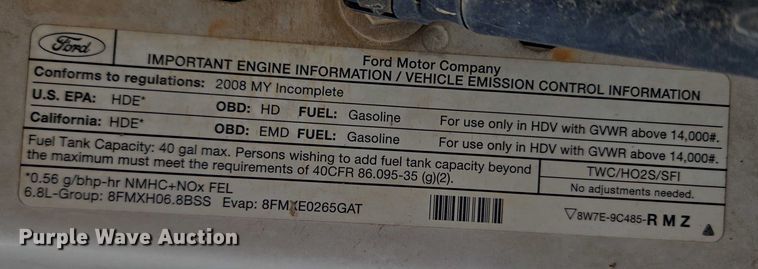 Ford
Ford Motor Company
IMPORTANT ENGINE INFORMATION / VEHICLE EMISSION CONTROL INFORMATION
Conforms to regulations: 2008 MY Incomplete
U.S. EPA: HDE* OBD: HD FUEL: Gasoline For use only in HDV with GVWR above 14,000#.
California: HDE* OBD: EMD FUEL: Gasoline For use only in HDV with GVWR above 14,000#.
Fuel Tank Capacity: 40 gal max. Persons wishing to add fuel tank capacity beyond
the maximum must meet the requirements of 40CFR 86.095-35 (g)(2).
TWC/HO2S/SFI
No adjustments needed.
*0.56 g/bhp-hr NMHC+NOx FEL
6.8L-Group: 8FMXH06.8BSS Evap: 8FMXE0265GAT
▽8W7E-9C485-RMZ
Purple Wave Auction